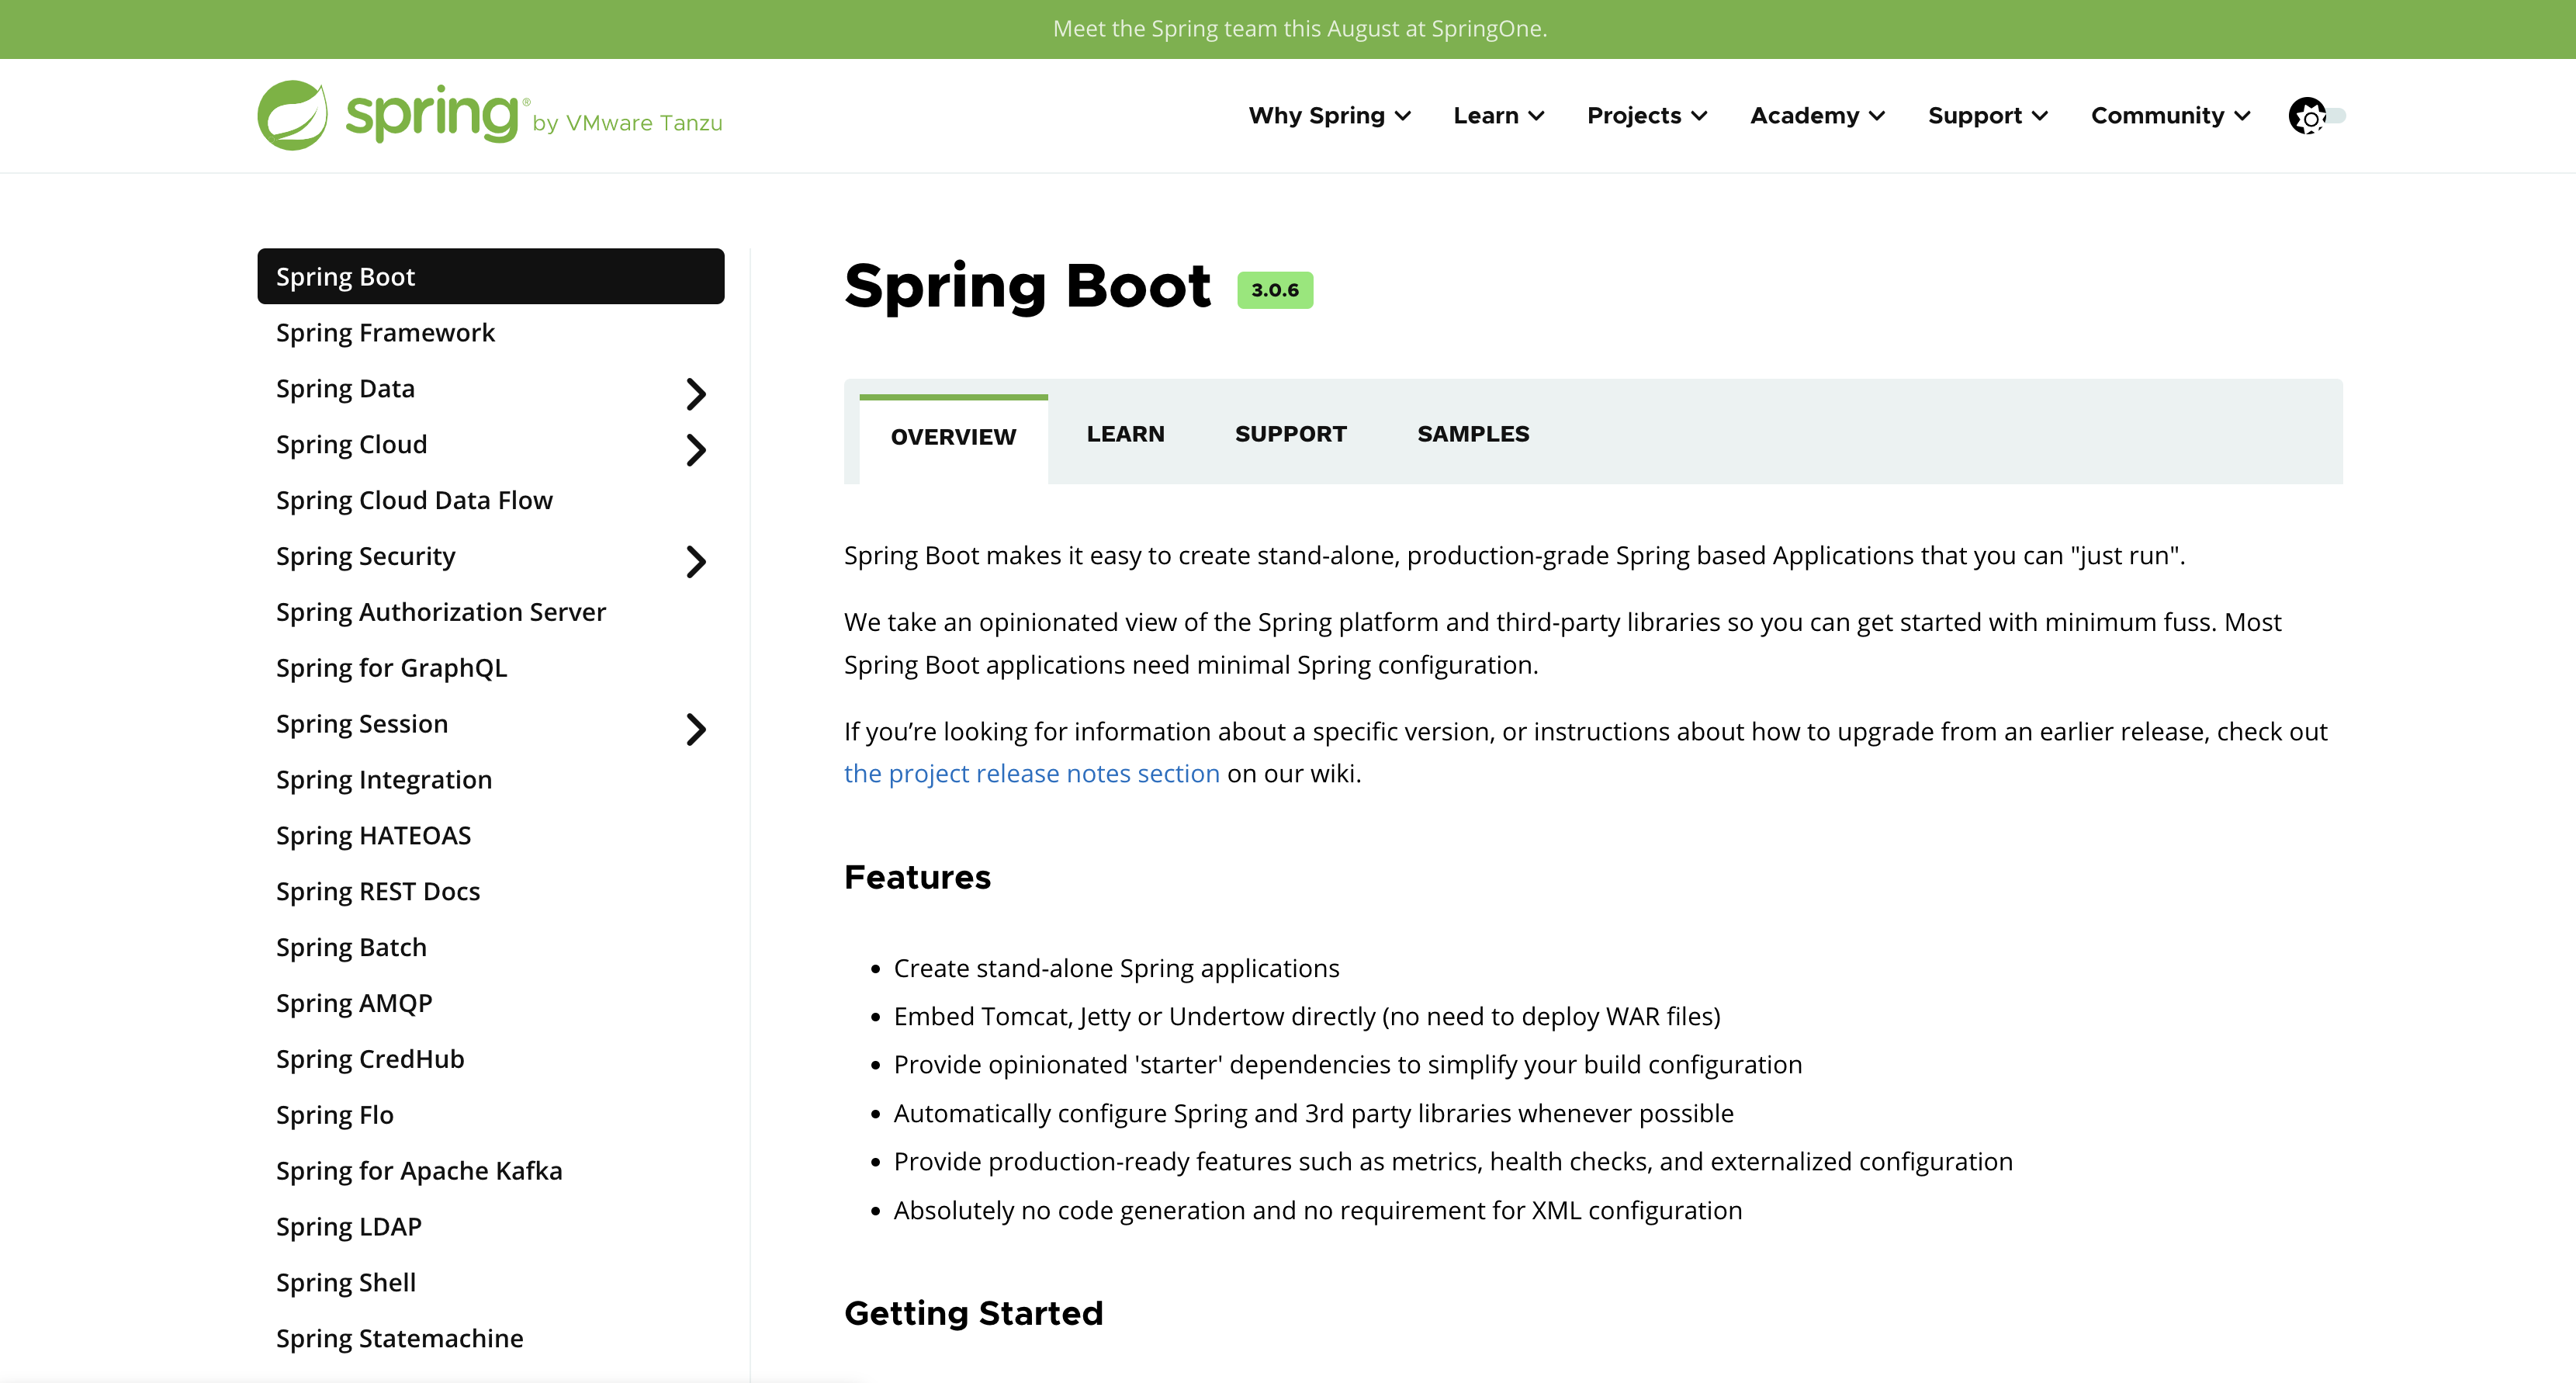 Meet the Spring team this August at SpringOne.
spring® by VMware Tanzu
Why Spring
Learn
Projects
Academy
Support
Community
Spring Boot
Spring Framework
Spring Data
Spring Cloud
Spring Cloud Data Flow
Spring Security
Spring Authorization Server
Spring for GraphQL
Spring Session
Spring Integration
Spring HATEOAS
Spring REST Docs
Spring Batch
Spring AMQP
Spring CredHub
Spring Flo
Spring for Apache Kafka
Spring LDAP
Spring Shell
Spring Statemachine
Spring Boot 3.0.6
OVERVIEW
LEARN
SUPPORT
SAMPLES
Spring Boot makes it easy to create stand-alone, production-grade Spring based Applications that you can "just run".
We take an opinionated view of the Spring platform and third-party libraries so you can get started with minimum fuss. Most
Spring Boot applications need minimal Spring configuration.
If you’re looking for information about a specific version, or instructions about how to upgrade from an earlier release, check out
the project release notes section on our wiki.
Features
• Create stand-alone Spring applications
• Embed Tomcat, Jetty or Undertow directly (no need to deploy WAR files)
• Provide opinionated 'starter' dependencies to simplify your build configuration
• Automatically configure Spring and 3rd party libraries whenever possible
• Provide production-ready features such as metrics, health checks, and externalized configuration
• Absolutely no code generation and no requirement for XML configuration
Getting Started